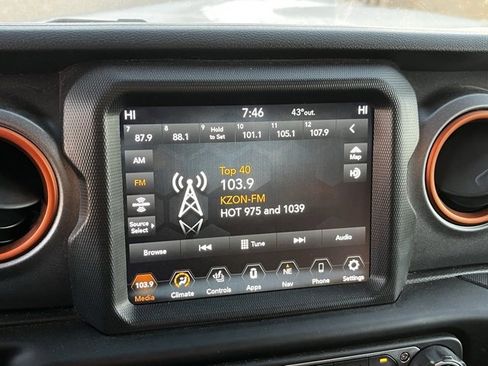 HI 7:46 43°out. HI
7 8 9 10 11 12
87.9 88.1 Hold to Set 101.1 105.1 107.9
AM
Map
Top 40
FM
103.9
KZON-FM
HOT 975 and 1039
Source
Select
Browse Tune Audio
103.9 NE
Media Climate Controls Apps Nav Phone Settings